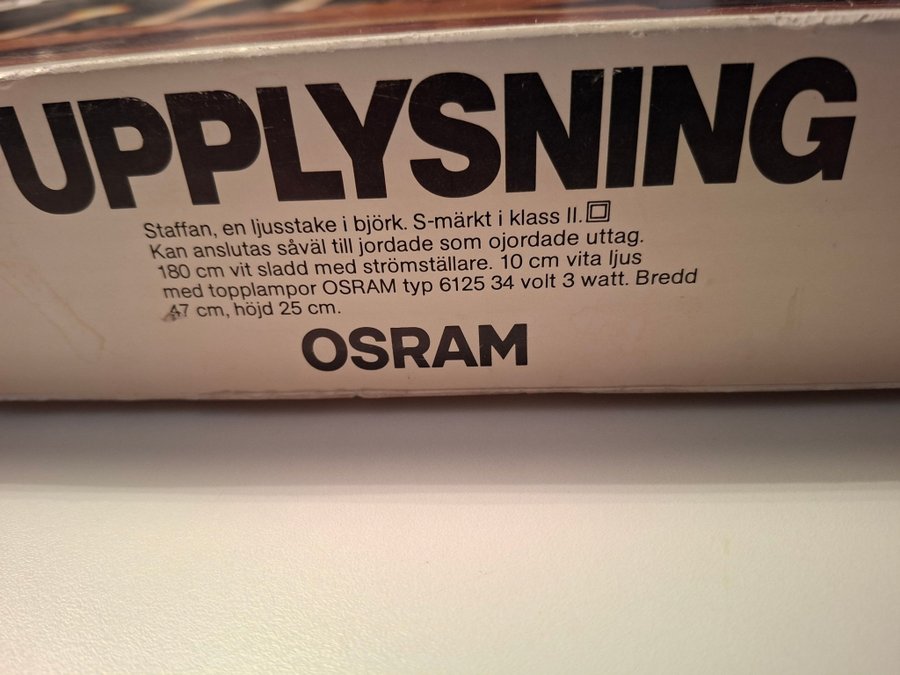 UPPLYSNING
Staffan, en ljusstake i björk. S-märkt i klass II.
Kan anslutas såväl till jordade som ojordade uttag.
180 cm vit sladd med strömställare. 10 cm vita ljus
med topplampor OSRAM typ 6125 34 volt 3 watt. Bredd
47 cm, höjd 25 cm.
OSRAM